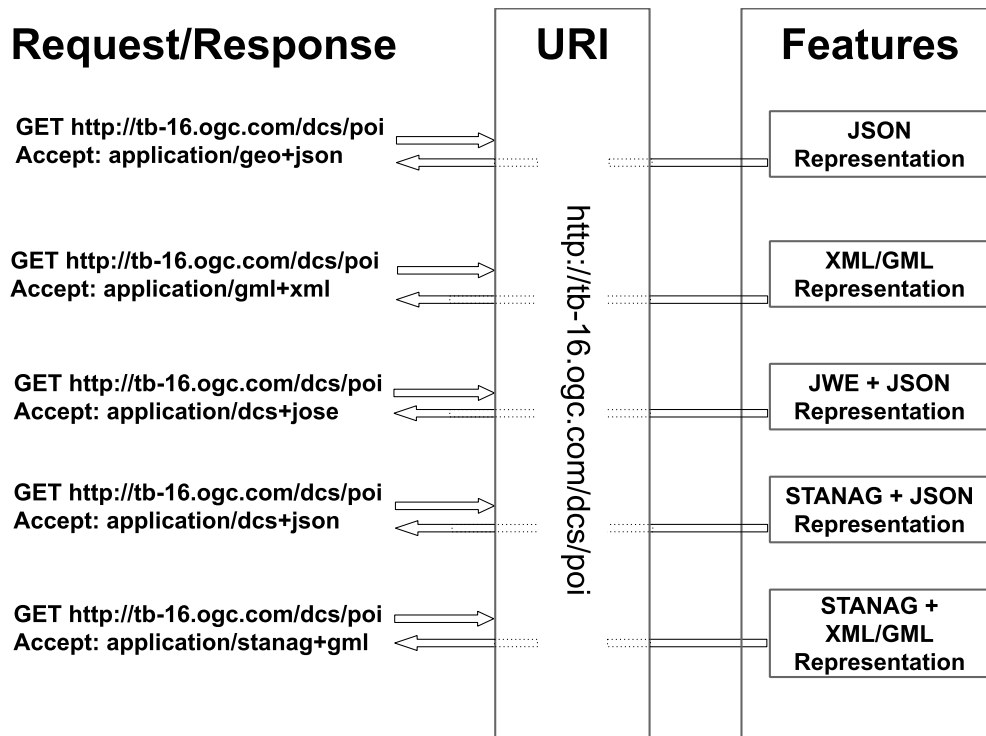 Request/Response
URI
Features
GET http://tb-16.ogc.com/dcs/poi
Accept: application/geo+json
JSON
Representation
GET http://tb-16.ogc.com/dcs/poi
Accept: application/gml+xml
XML/GML
Representation
http://tb-16.ogc.com/dcs/poi
GET http://tb-16.ogc.com/dcs/poi
Accept: application/dcs+jose
JWE + JSON
Representation
GET http://tb-16.ogc.com/dcs/poi
Accept: application/dcs+json
STANAG + JSON
Representation
GET http://tb-16.ogc.com/dcs/poi
Accept: application/stanag+gml
STANAG +
XML/GML
Representation